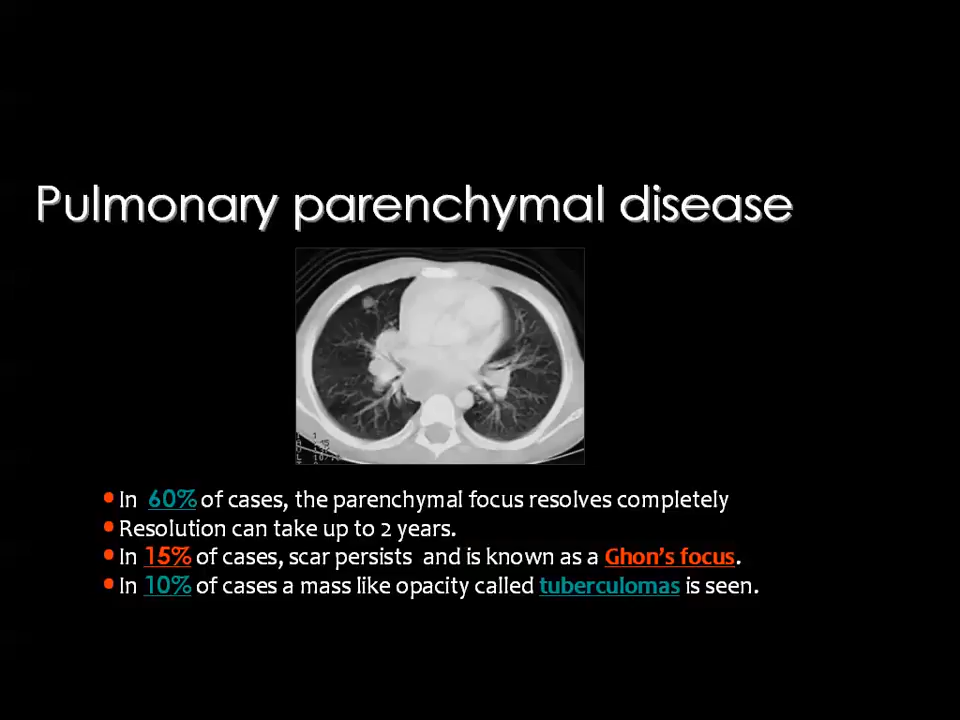 Pulmonary parenchymal disease
• In 60% of cases, the parenchymal focus resolves completely
• Resolution can take up to 2 years.
• In 15% of cases, scar persists and is known as a Ghon's focus.
• In 10% of cases a mass like opacity called tuberculomas is seen.